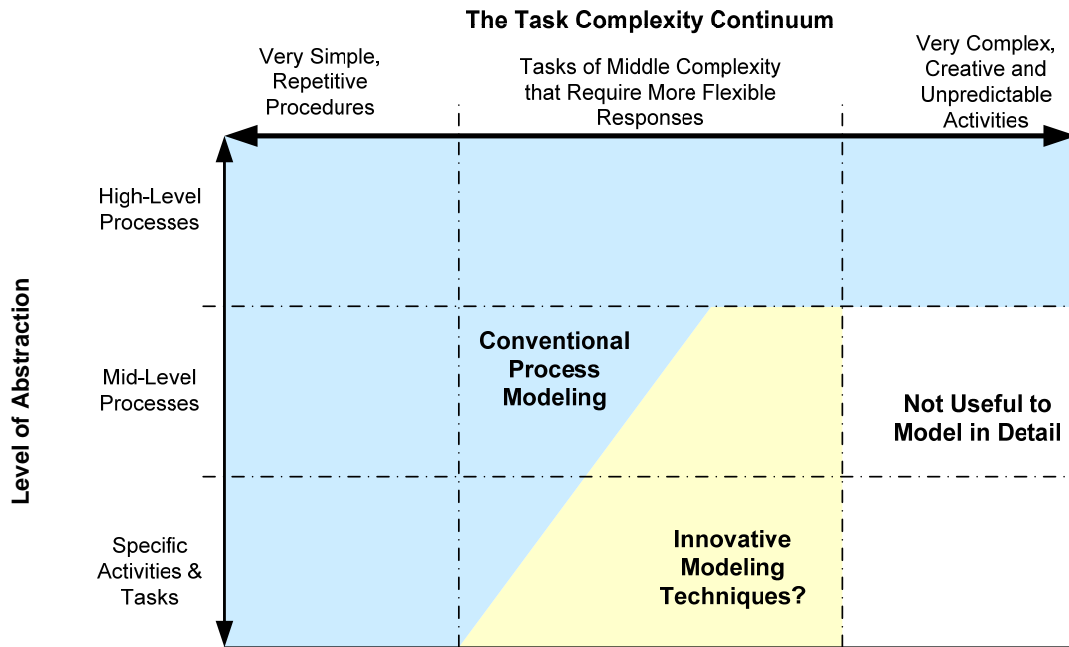 The Task Complexity Continuum
Very Simple,
Repetitive
Procedures
Tasks of Middle Complexity
that Require More Flexible
Responses
Very Complex,
Creative and
Unpredictable
Activities
Level of Abstraction
High-Level
Processes
Mid-Level
Processes
Specific
Activities &
Tasks
Conventional
Process
Modeling
Not Useful to
Model in Detail
Innovative
Modeling
Techniques?